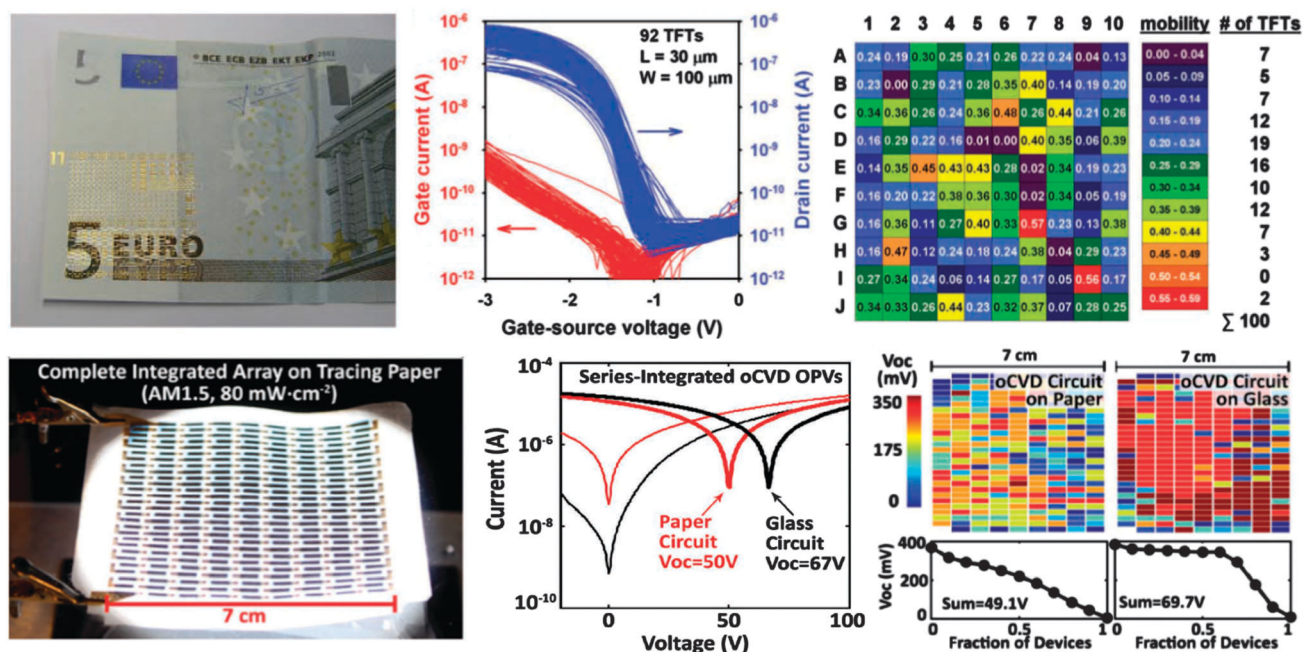 BCE ECB EZB EKT EKP 2002
5 EURO
ΕΥΡΩ
Gate current (A)
10⁻⁶
10⁻⁷
10⁻⁸
10⁻⁹
10⁻¹⁰
10⁻¹¹
10⁻¹²
92 TFTs
L = 30 μm
W = 100 μm
10⁻⁶
10⁻⁷
10⁻⁸
10⁻⁹
10⁻¹⁰
10⁻¹¹
10⁻¹²
Drain current (A)
-3 -2 -1 0
Gate-source voltage (V)
1 2 3 4 5 6 7 8 9 10
A 0.24 0.19 0.30 0.25 0.21 0.26 0.22 0.24 0.04 0.13
B 0.23 0.00 0.29 0.21 0.28 0.35 0.40 0.14 0.19 0.20
C 0.34 0.36 0.26 0.25 0.36 0.48 0.26 0.44 0.21 0.26
D 0.16 0.29 0.22 0.16 0.01 0.00 0.40 0.35 0.06 0.39
E 0.14 0.35 0.45 0.43 0.43 0.28 0.02 0.34 0.19 0.23
F 0.16 0.20 0.22 0.38 0.36 0.30 0.02 0.34 0.05 0.19
G 0.16 0.36 0.11 0.27 0.40 0.33 0.57 0.23 0.13 0.38
H 0.16 0.47 0.12 0.24 0.18 0.24 0.38 0.04 0.29 0.23
I 0.27 0.34 0.24 0.06 0.14 0.27 0.17 0.05 0.56 0.17
J 0.34 0.33 0.26 0.44 0.23 0.32 0.37 0.07 0.28 0.25
mobility # of TFTs
0.00 - 0.04 7
0.05 - 0.09 5
0.10 - 0.14 7
0.15 - 0.19 12
0.20 - 0.24 19
0.25 - 0.29 16
0.30 - 0.34 10
0.35 - 0.39 12
0.40 - 0.44 7
0.45 - 0.49 3
0.50 - 0.54 0
0.55 - 0.59 2
∑ 100
Complete Integrated Array on Tracing Paper
(AM1.5, 80 mW·cm⁻²)
7 cm
Current (A)
10⁻⁴
10⁻⁶
10⁻⁸
10⁻¹⁰
Series-Integrated oCVD OPVs
Paper
Circuit
Voc=50V
Glass
Circuit
Voc=67V
0 50 100
Voltage (V)
Voc
(mV)
350
175
0
7 cm
oCVD Circuit
on Paper
7 cm
oCVD Circuit
on Glass
Voc (mV)
400
200
0
Sum=49.1V
0 0.5 1
Fraction of Devices
Sum=69.7V
0 0.5 1
Fraction of Devices